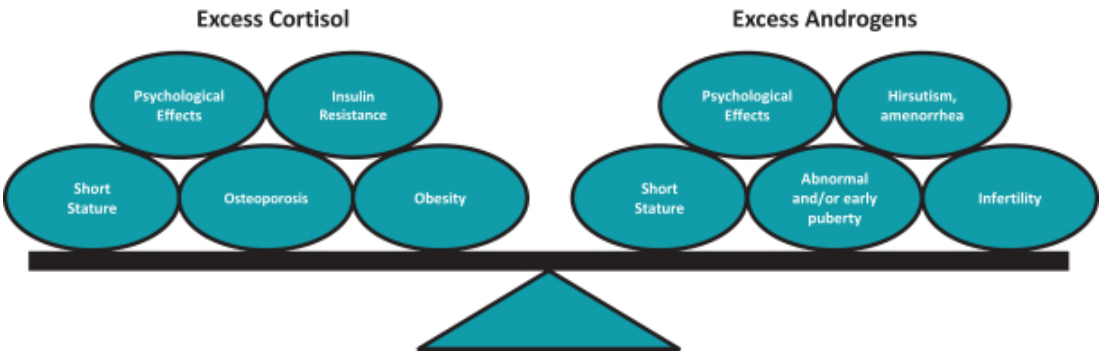 Excess Cortisol
Excess Androgens
Psychological
Effects
Insulin
Resistance
Psychological
Effects
Hirsutism,
amenorrhea
Short
Stature
Osteoporosis
Obesity
Short
Stature
Abnormal
and/or early
puberty
Infertility